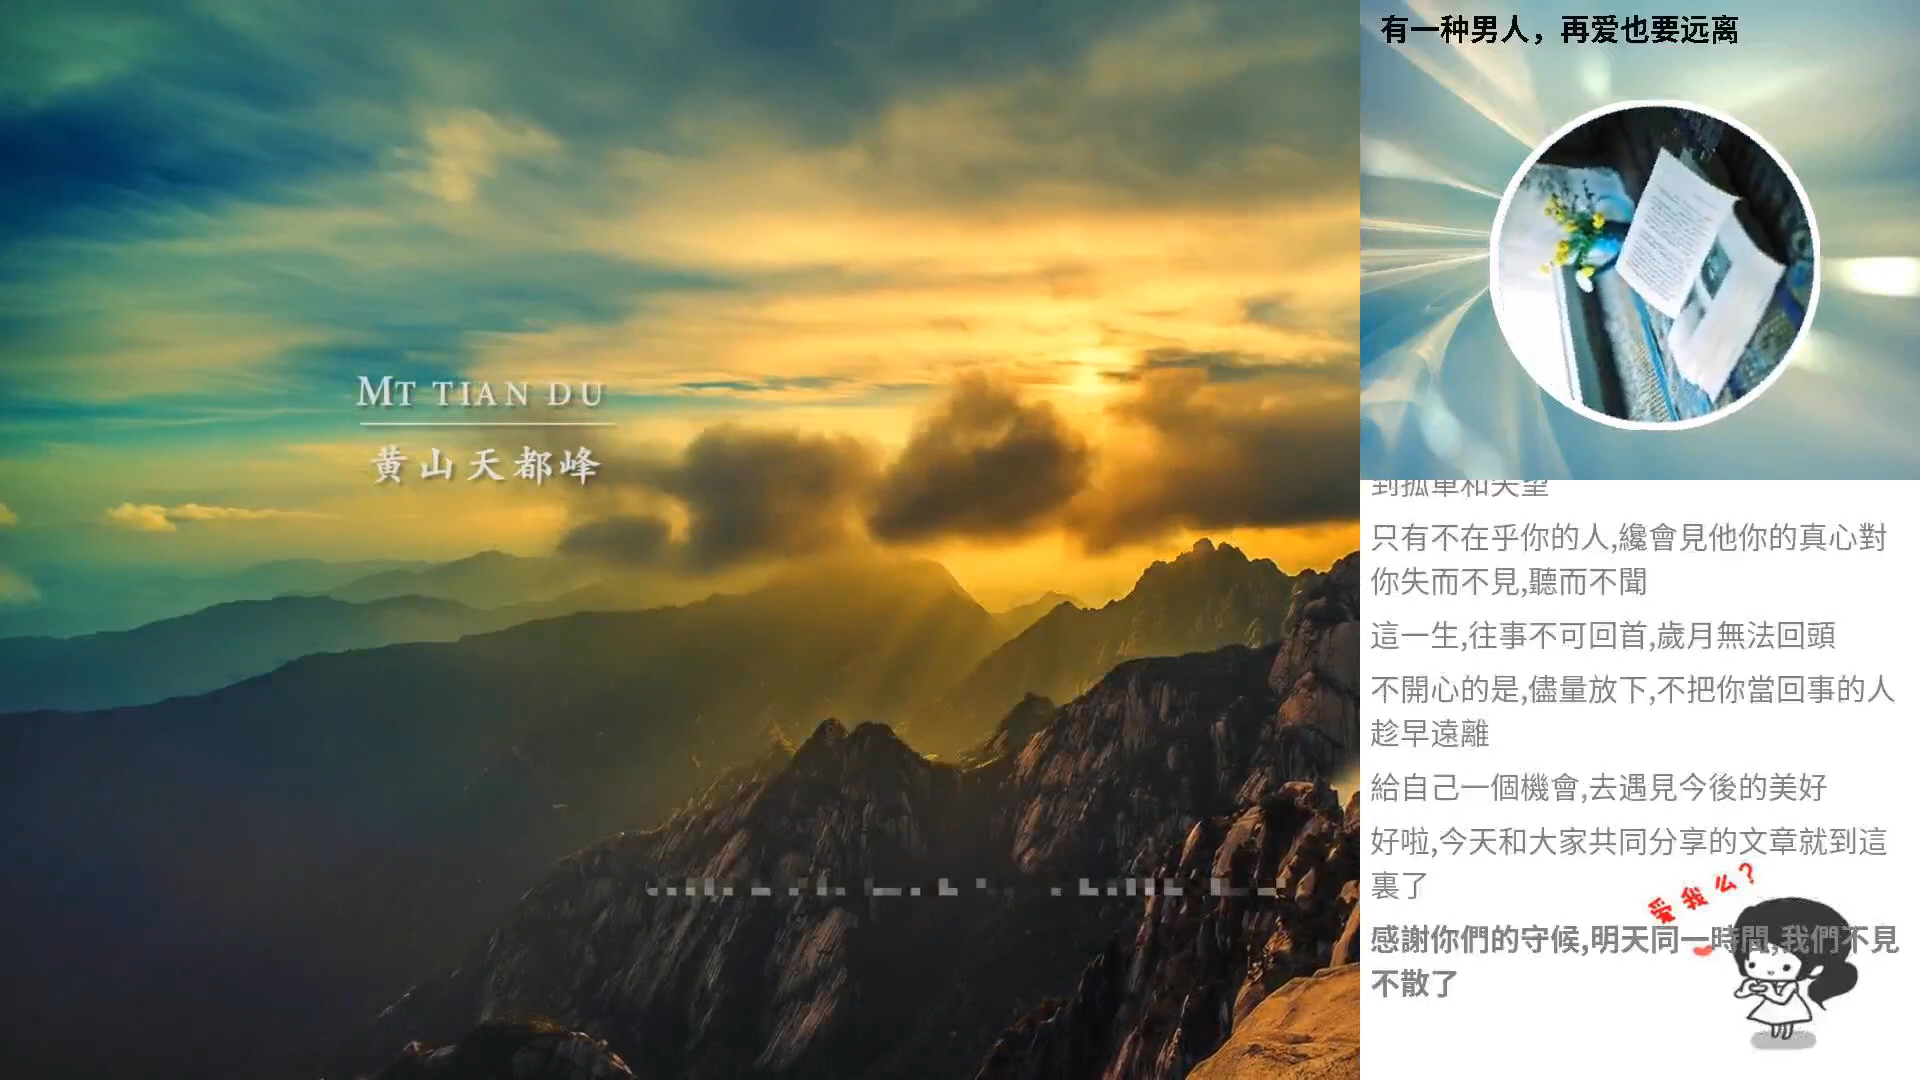 MT TIAN DU
黄山天都峰
有一种男人，再爱也要远离
到孤單和失望
只有不在乎你的人,纔會見他你的真心對
你失而不見,聽而不聞
這一生,往事不可回首,歲月無法回頭
不開心的是,儘量放下,不把你當回事的人
趁早遠離
給自己一個機會,去遇見今後的美好
好啦,今天和大家共同分享的文章就到這
裏了
爱我么?
感謝你們的守候,明天同一時間,我們不見
不散了